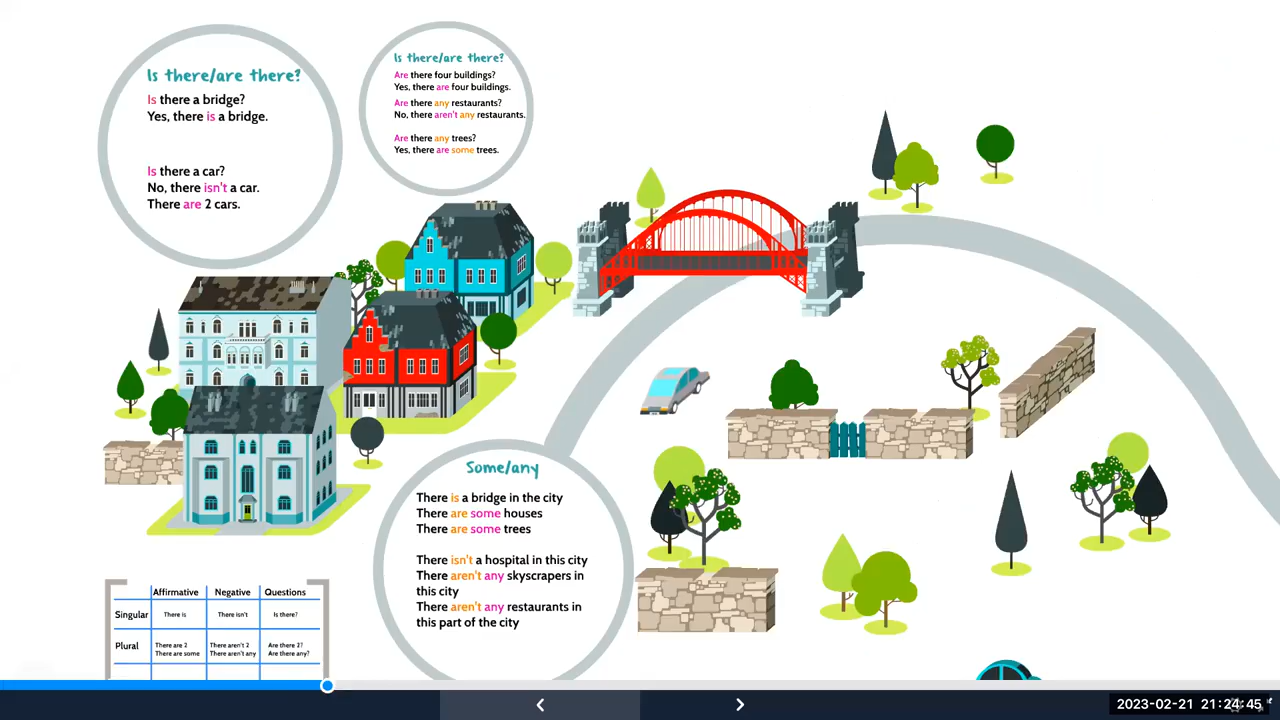 Is there/are there?
Is there a bridge?
Yes, there is a bridge.
Is there a car?
No, there isn't a car.
There are 2 cars.
Is there/are there?
Are there four buildings?
Yes, there are four buildings.
Are there any restaurants?
No, there aren't any restaurants.
Are there any trees?
Yes, there are some trees.
Some/any
There is a bridge in the city
There are some houses
There are some trees
There isn't a hospital in this city
There aren't any skyscrapers in
this city
There aren't any restaurants in
this part of the city
Affirmative Negative Questions
Singular There is There isn't Is there?
Plural There are 2 There aren't 2 Are there 2?
There are some There aren't any Are there any?
2023-02-21 21:24:45